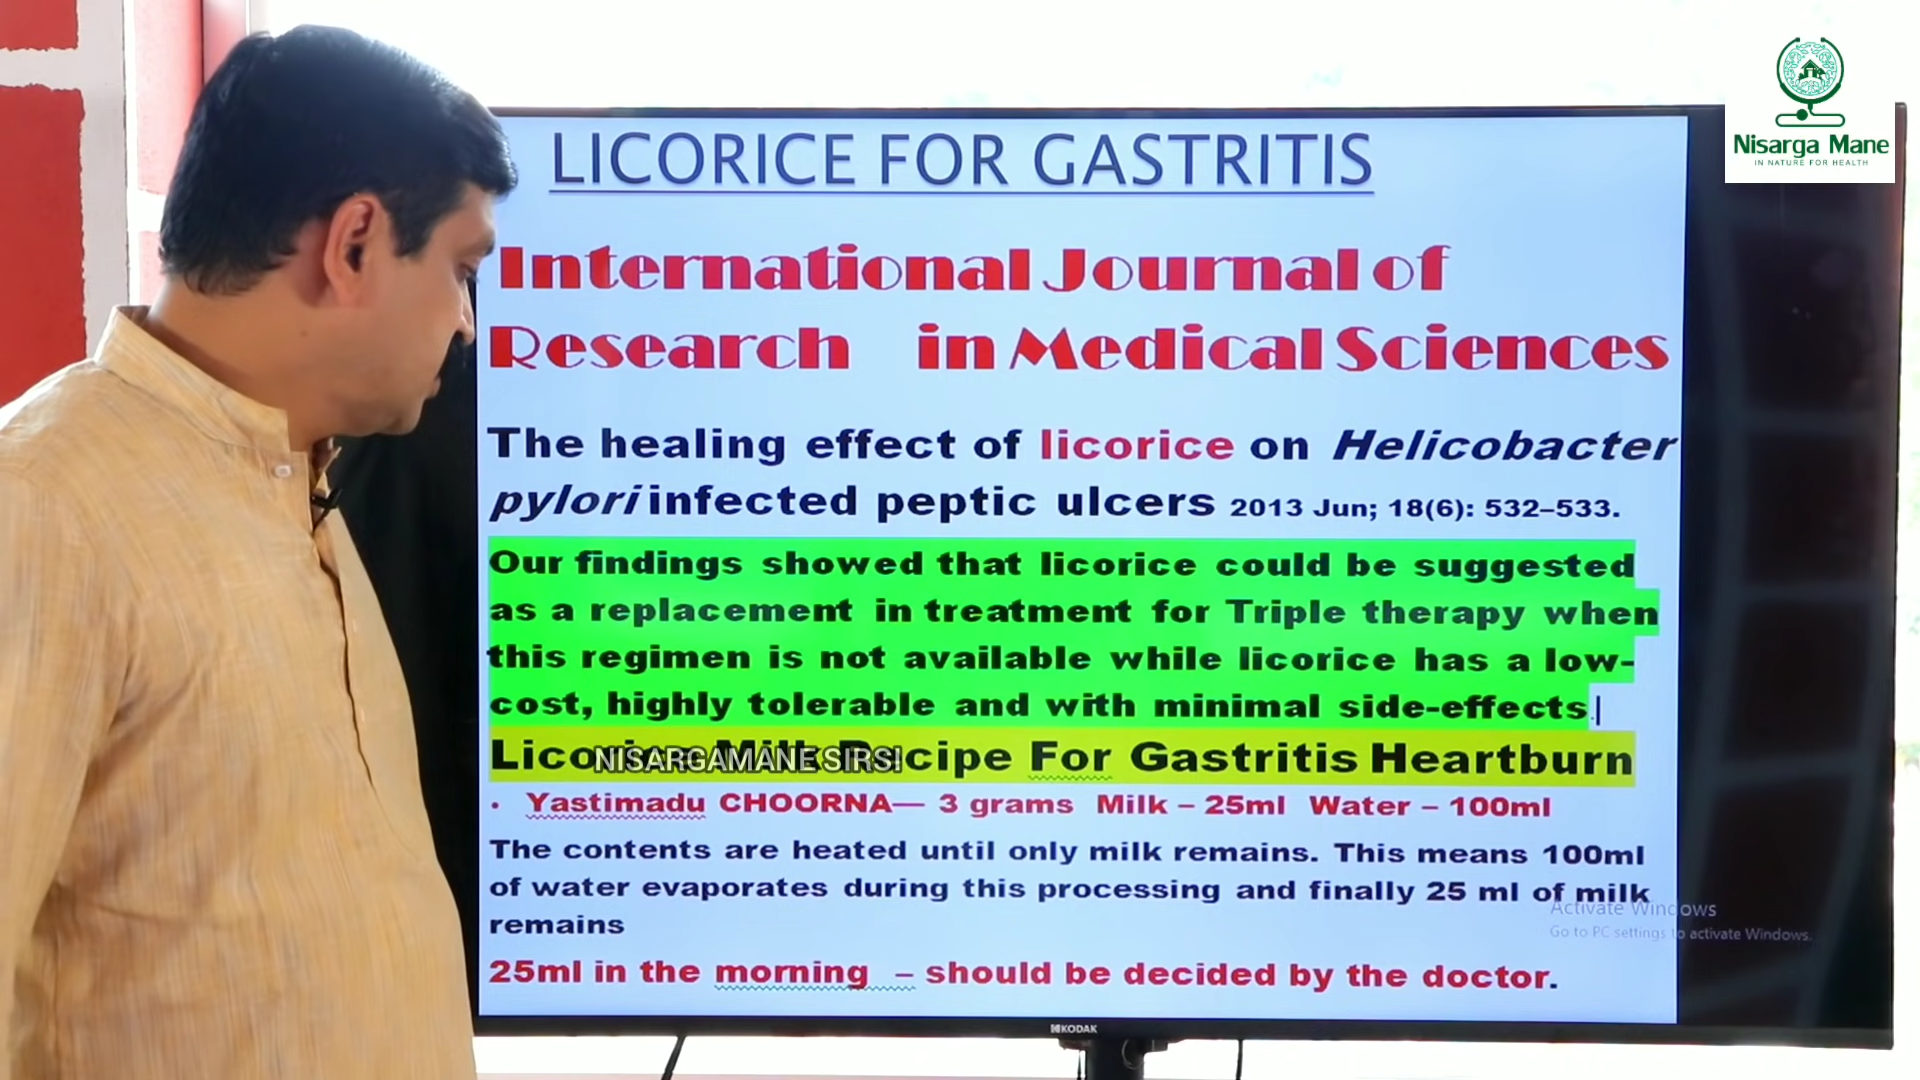 Nisarga Mane
IN NATURE FOR HEALTH
LICORICE FOR GASTRITIS
International Journal of
Research in Medical Sciences
The healing effect of licorice on Helicobacter
pylori infected peptic ulcers 2013 Jun; 18(6): 532–533.
Our findings showed that licorice could be suggested
as a replacement in treatment for Triple therapy when
this regimen is not available while licorice has a low-
cost, highly tolerable and with minimal side-effects.
Licorice Milk Recipe For Gastritis Heartburn
NISARGAMANE SIRSI
• Yastimadu CHOORNA— 3 grams Milk – 25ml Water – 100ml
The contents are heated until only milk remains. This means 100ml
of water evaporates during this processing and finally 25 ml of milk
remains
Activate Windows
Go to PC settings to activate Windows.
25ml in the morning – should be decided by the doctor.
KODAK